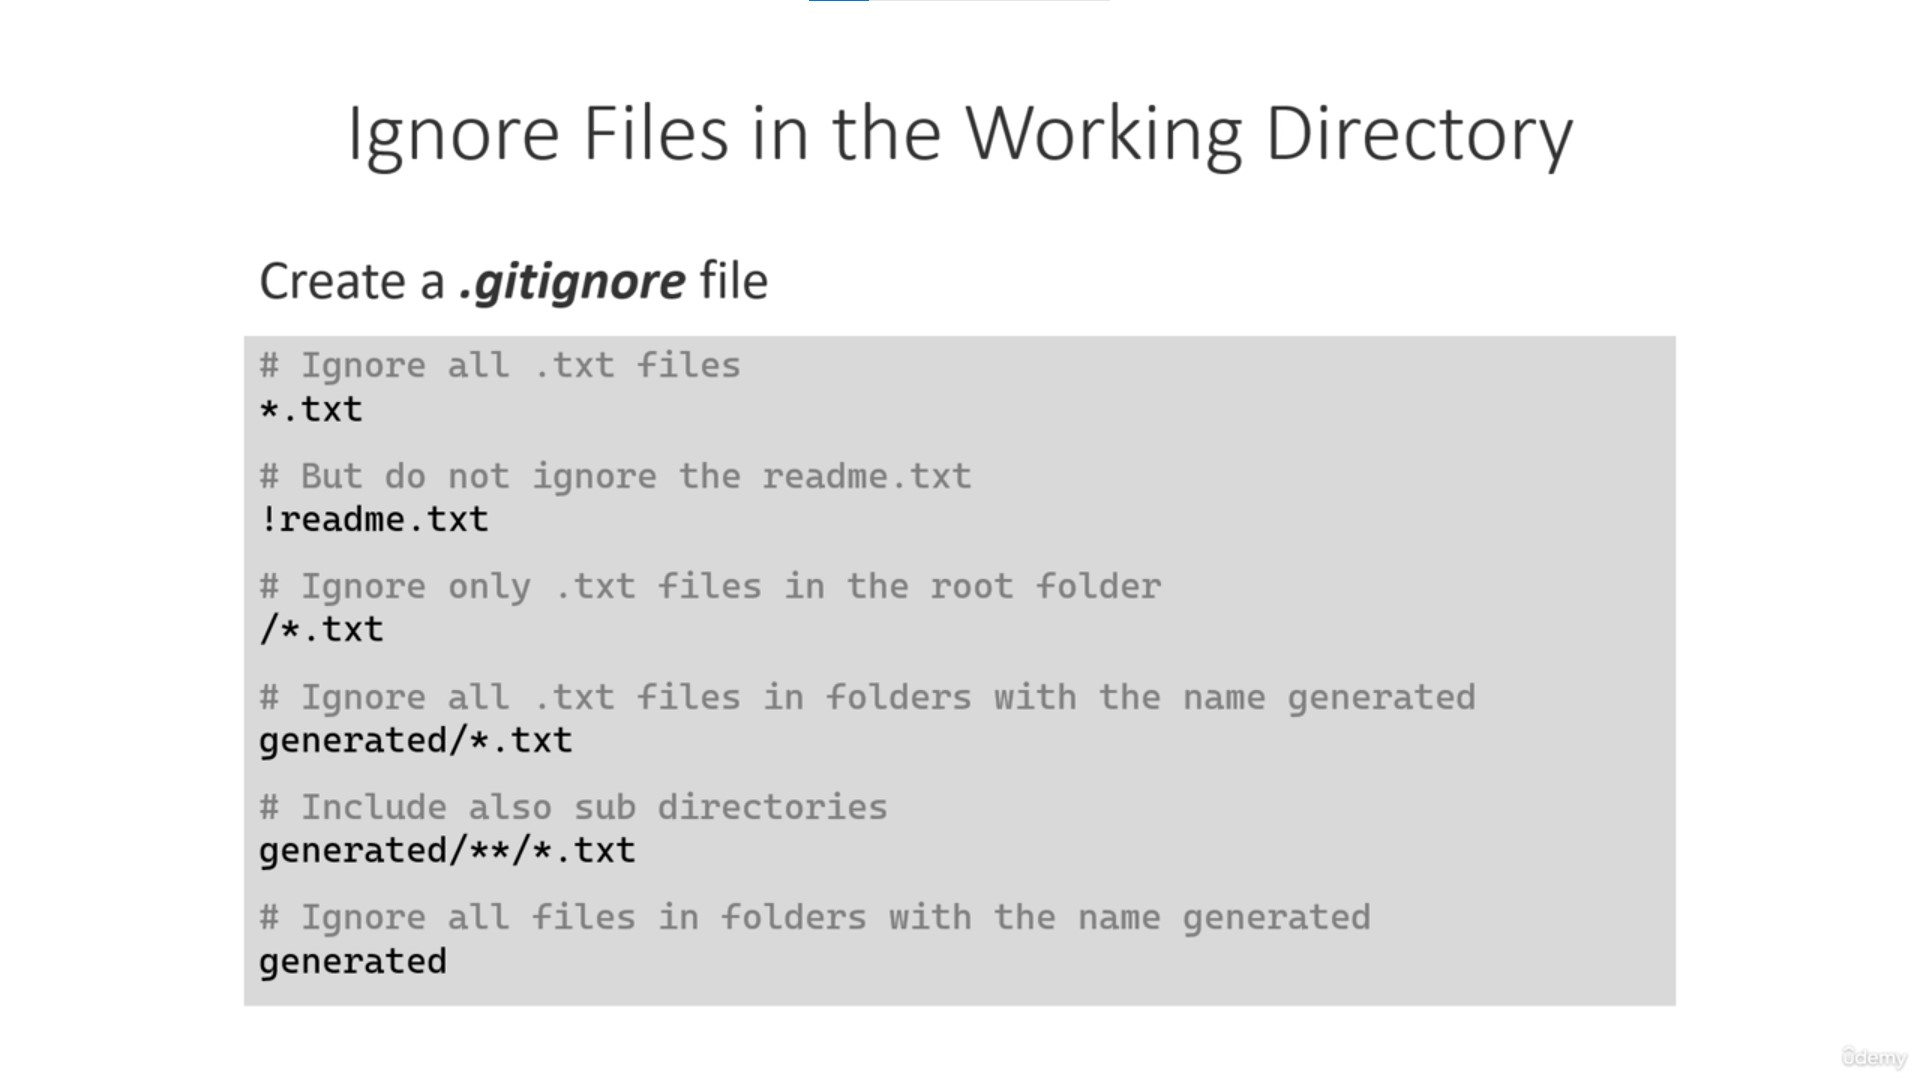 Ignore Files in the Working Directory
Create a .gitignore file
# Ignore all .txt files
*.txt
# But do not ignore the readme.txt
!readme.txt
# Ignore only .txt files in the root folder
/*.txt
# Ignore all .txt files in folders with the name generated
generated/*.txt
# Include also sub directories
generated/**/*.txt
# Ignore all files in folders with the name generated
generated
ûdemy